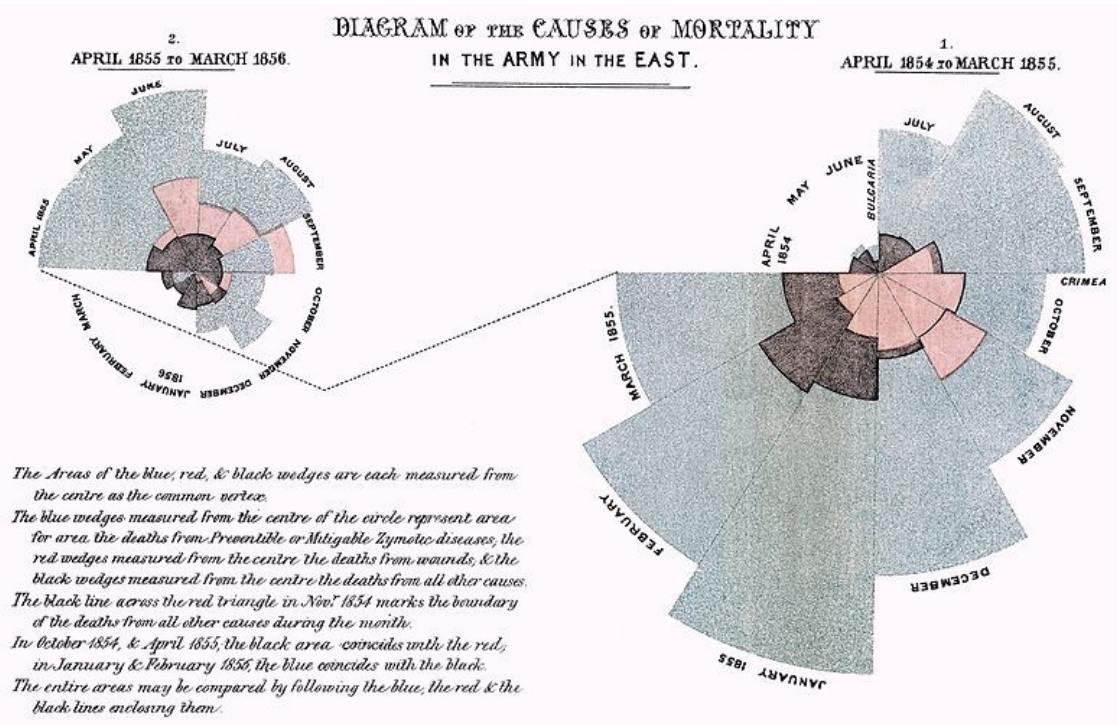 DIAGRAM OF THE CAUSES OF MORTALITY
IN THE ARMY IN THE EAST.
2.
APRIL 1855 TO MARCH 1856.
1.
APRIL 1854 TO MARCH 1855.
JUNE
MAY
JULY
AUGUST
APRIL 1855
SEPTEMBER
OCTOBER
NOVEMBER
DECEMBER
JANUARY
1856
FEBRUARY
MARCH
APRIL
1854
MAY
JUNE
BULGARIA
JULY
AUGUST
SEPTEMBER
CRIMEA
OCTOBER
NOVEMBER
DECEMBER
JANUARY 1855
FEBRUARY
MARCH 1855.
The Areas of the blue, red, & black wedges are each measured from
the centre as the common vertex.
The blue wedges measured from the centre of the circle represent area
for area the deaths from Preventible or Mitigable Zymotic diseases; the
red wedges measured from the centre the deaths from wounds; & the
black wedges measured from the centre the deaths from all other causes.
The black line across the red triangle in Novr. 1854 marks the boundary
of the deaths from all other causes during the month.
In October 1854, & April 1855; the black area coincides with the red;
in January & February 1856, the blue coincides with the black.
The entire areas may be compared by following the blue, the red & the
black lines enclosing them.